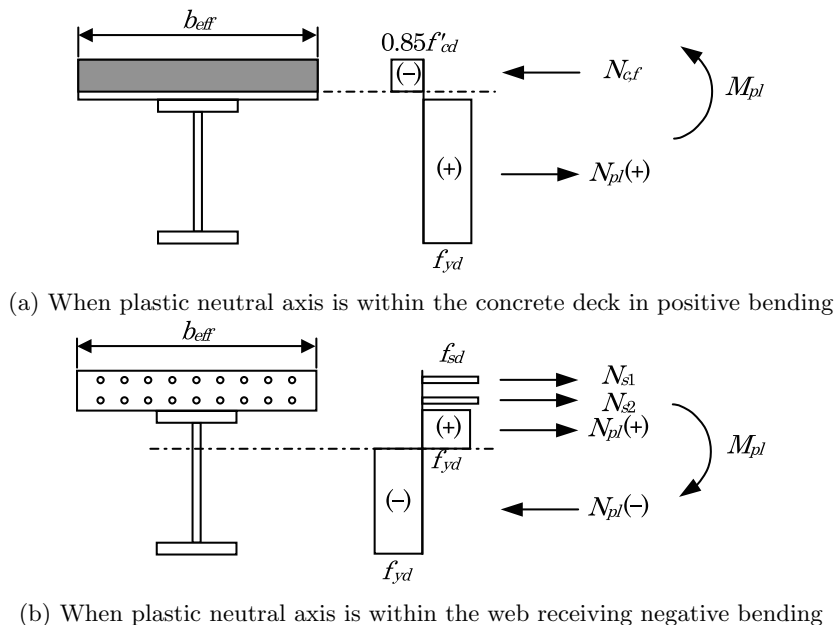 b_eff
0.85f'_cd
(−)
N_c,f
M_pl
(+)
N_pl(+)
f_yd
(a) When plastic neutral axis is within the concrete deck in positive bending
b_eff
f_sd
N_s1
N_s2
(+)
N_pl(+)
f_yd
M_pl
(−)
N_pl(−)
f_yd
(b) When plastic neutral axis is within the web receiving negative bending